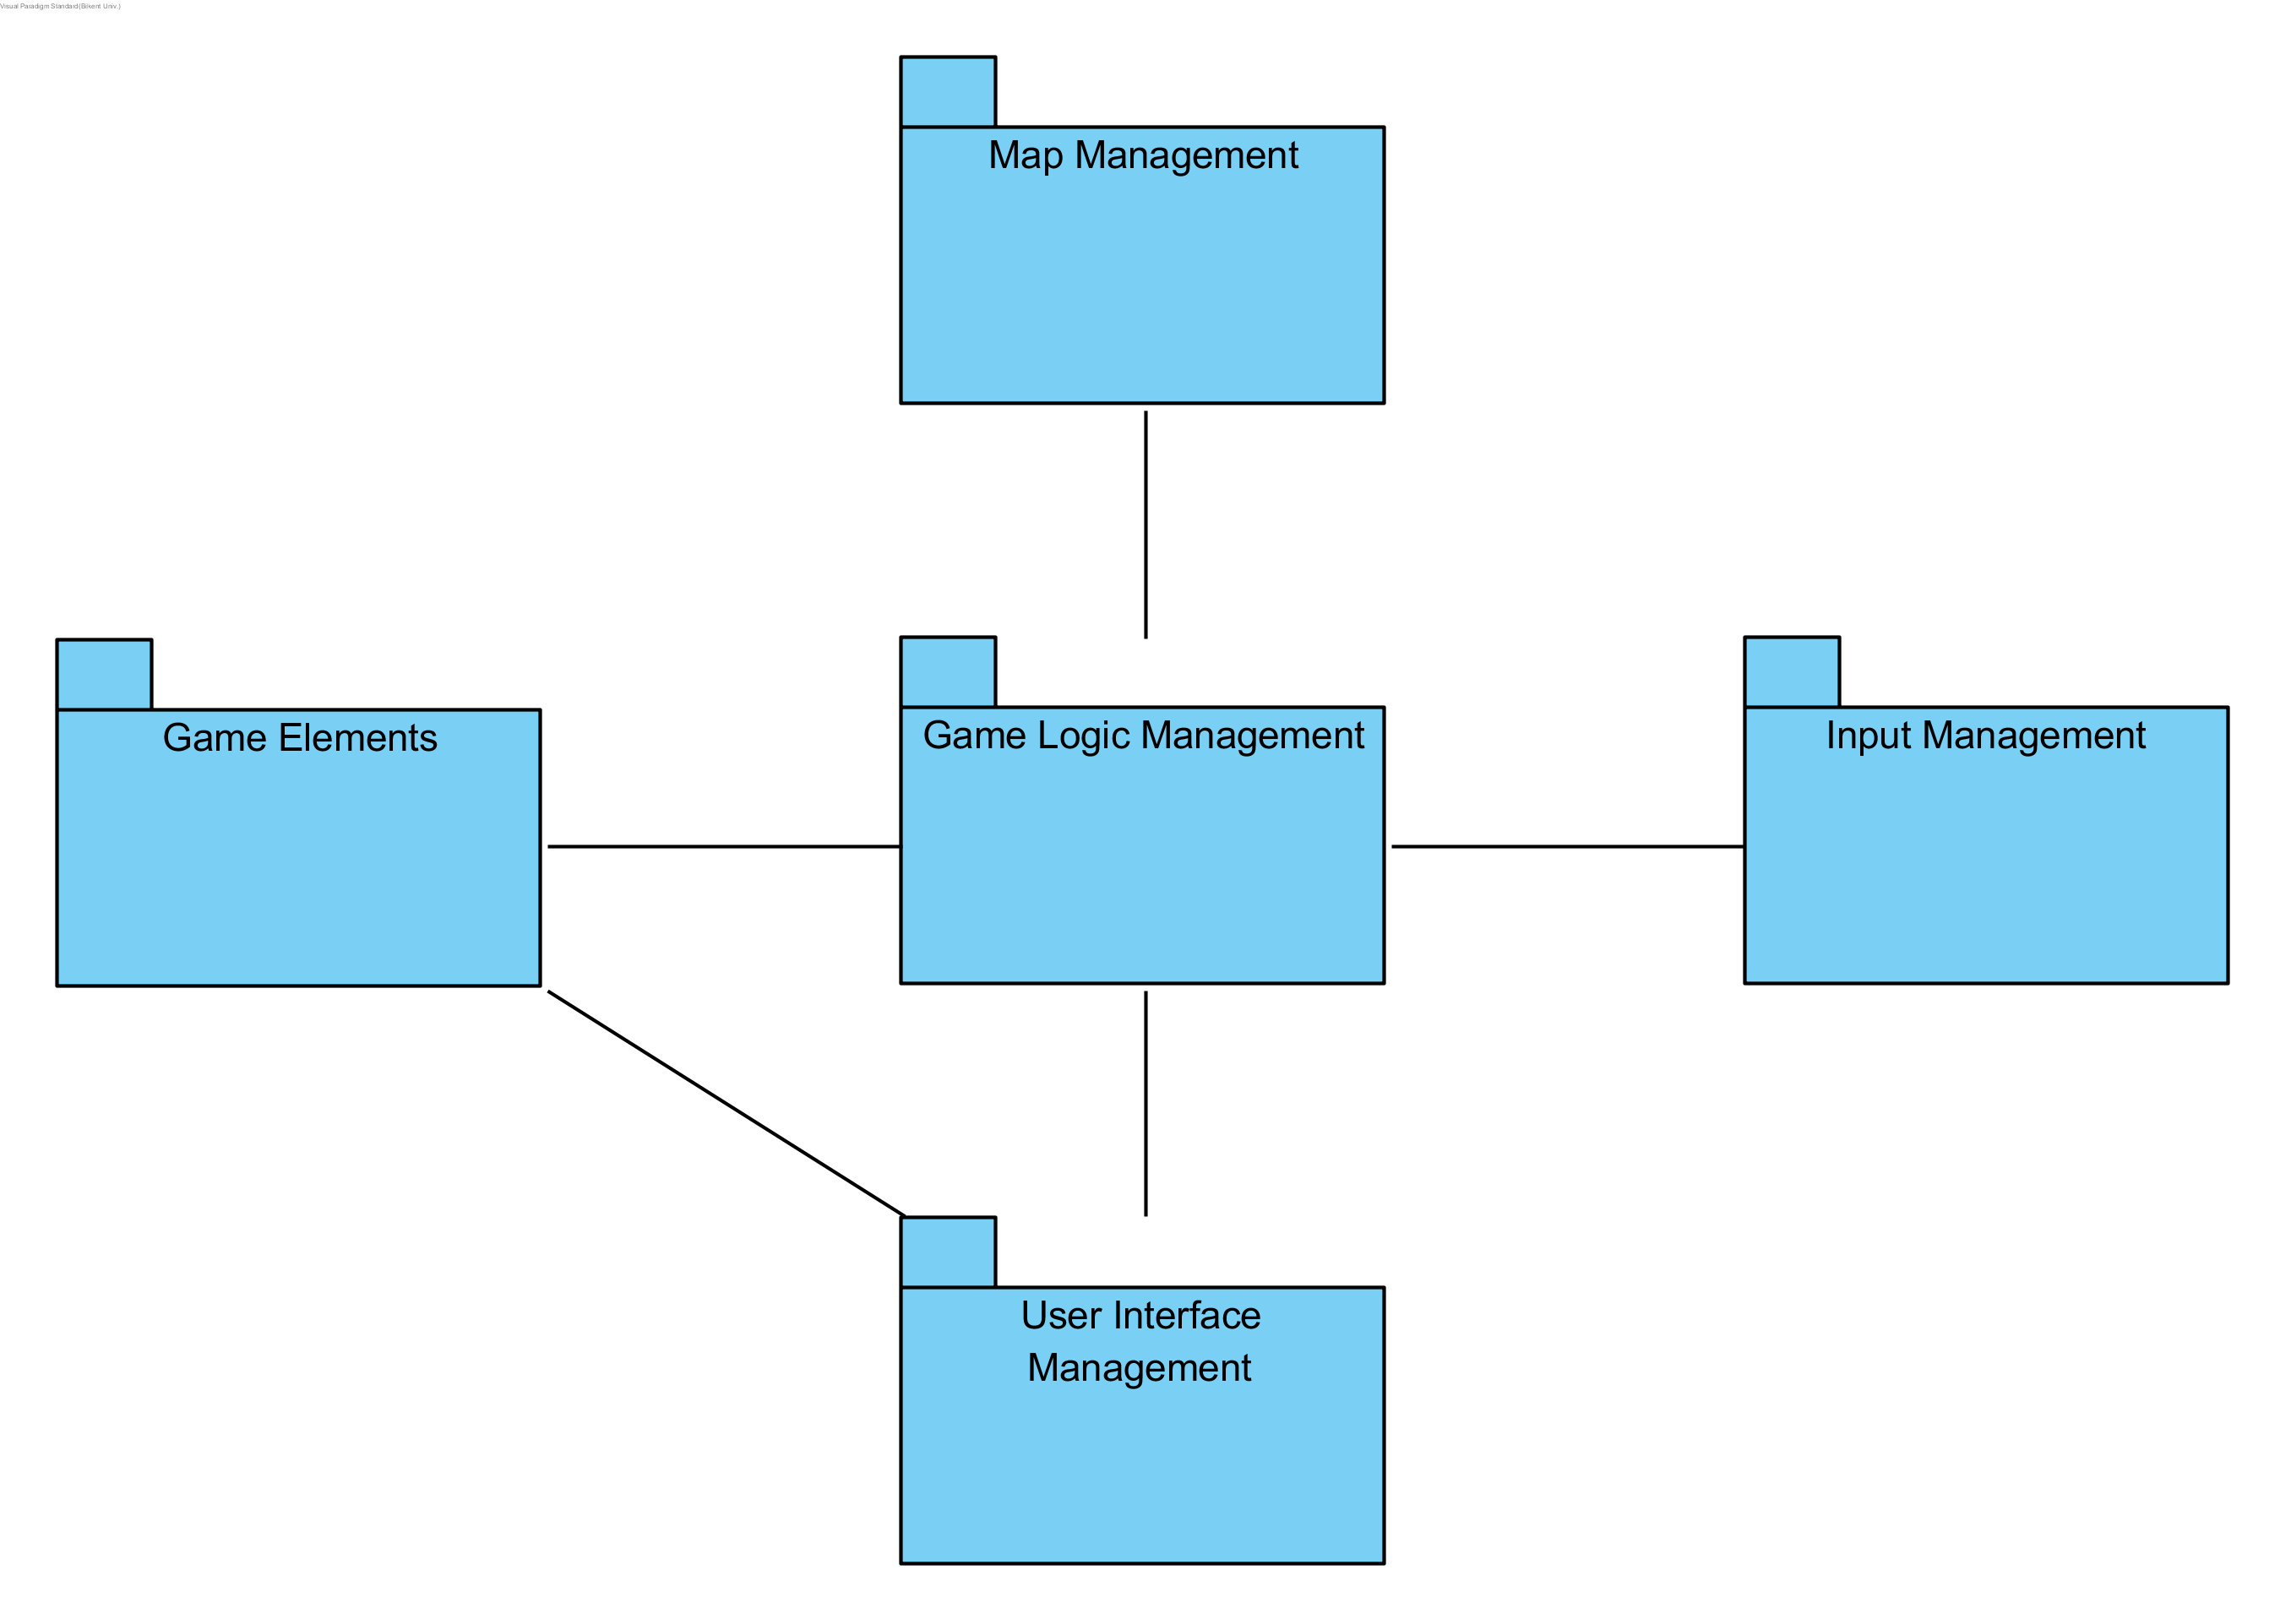 Visual Paradigm Standard(Bilkent Univ.)
Map Management
Game Elements
Game Logic Management
Input Management
User Interface
Management